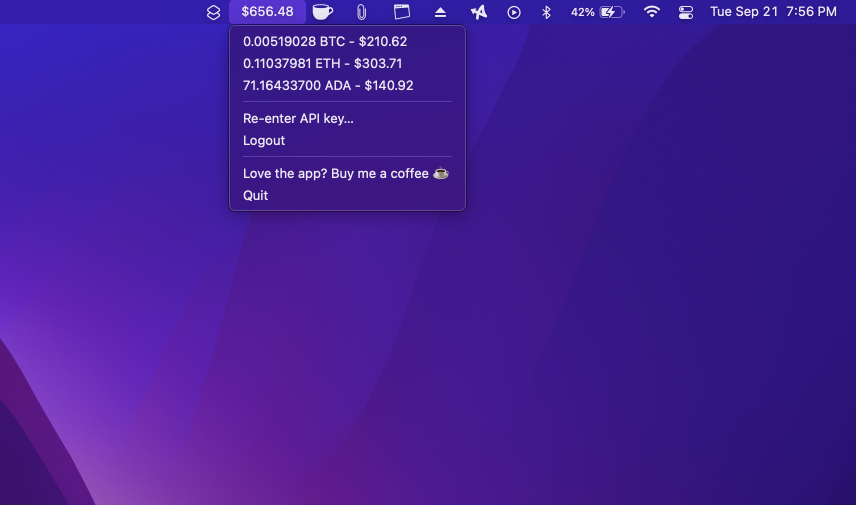 $656.48
42%
Tue Sep 21 7:56 PM
0.00519028 BTC - $210.62
0.11037981 ETH - $303.71
71.16433700 ADA - $140.92
Re-enter API key...
Logout
Love the app? Buy me a coffee ☕
Quit